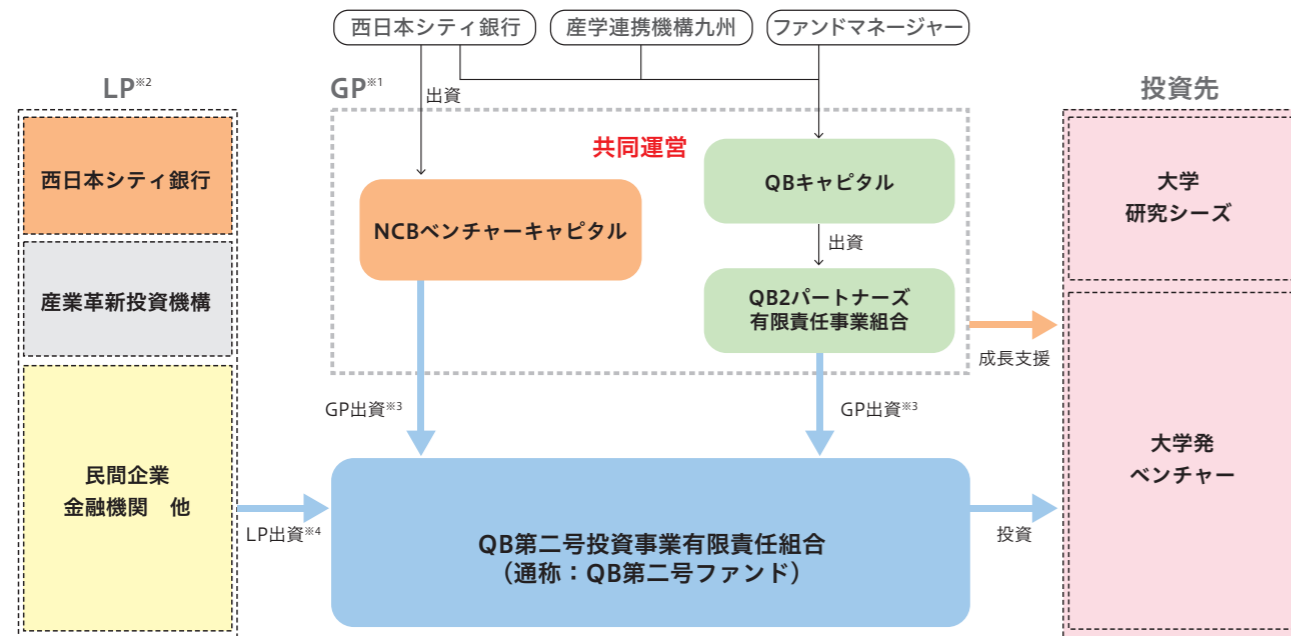 西日本シティ銀行
産学連携機構九州
ファンドマネージャー
LP※2
GP※1
投資先
出資
共同運営
西日本シティ銀行
産業革新投資機構
民間企業
金融機関　他
NCBベンチャーキャピタル
QBキャピタル
出資
QB2パートナーズ
有限責任事業組合
大学
研究シーズ
成長支援
大学発
ベンチャー
GP出資※3
GP出資※3
LP出資※4
QB第二号投資事業有限責任組合
（通称：QB第二号ファンド）
投資